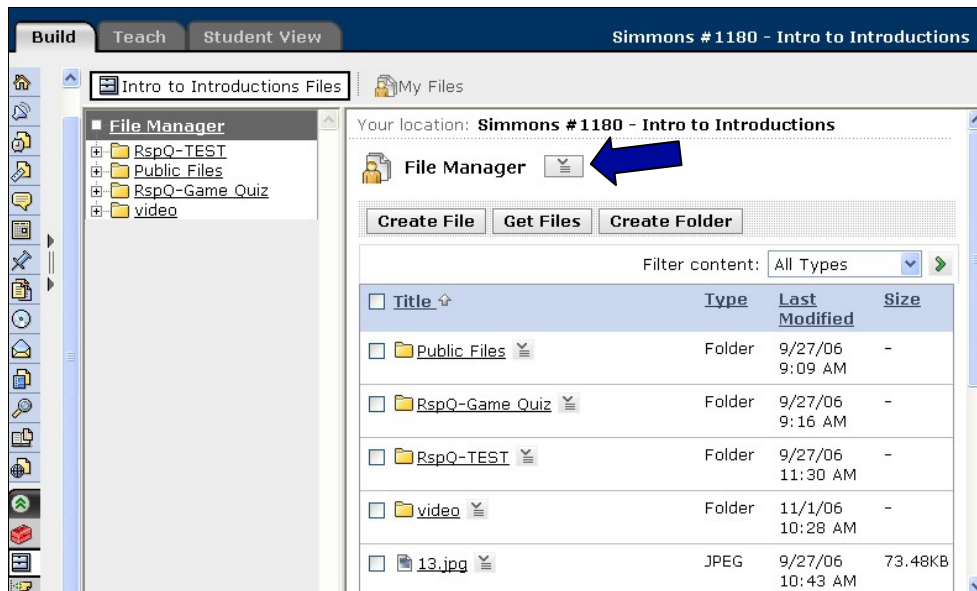 Build Teach Student View Simmons #1180 - Intro to Introductions
Intro to Introductions Files My Files
File Manager
RspQ-TEST
Public Files
RspQ-Game Quiz
video
Your location: Simmons #1180 - Intro to Introductions
File Manager
Create File Get Files Create Folder
Filter content: All Types
Title Type Last Modified Size
Public Files Folder 9/27/06 9:09 AM -
RspQ-Game Quiz Folder 9/27/06 9:16 AM -
RspQ-TEST Folder 9/27/06 11:30 AM -
video Folder 11/1/06 10:28 AM -
13.jpg JPEG 9/27/06 10:43 AM 73.48KB